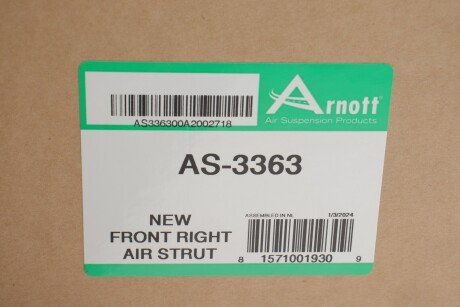 Arnott®
Air Suspension Products
AS336300A2002718
AS-3363
NEW
FRONT RIGHT
AIR STRUT
ASSEMBLED IN NL 1/3/2024
8 1571001930 9